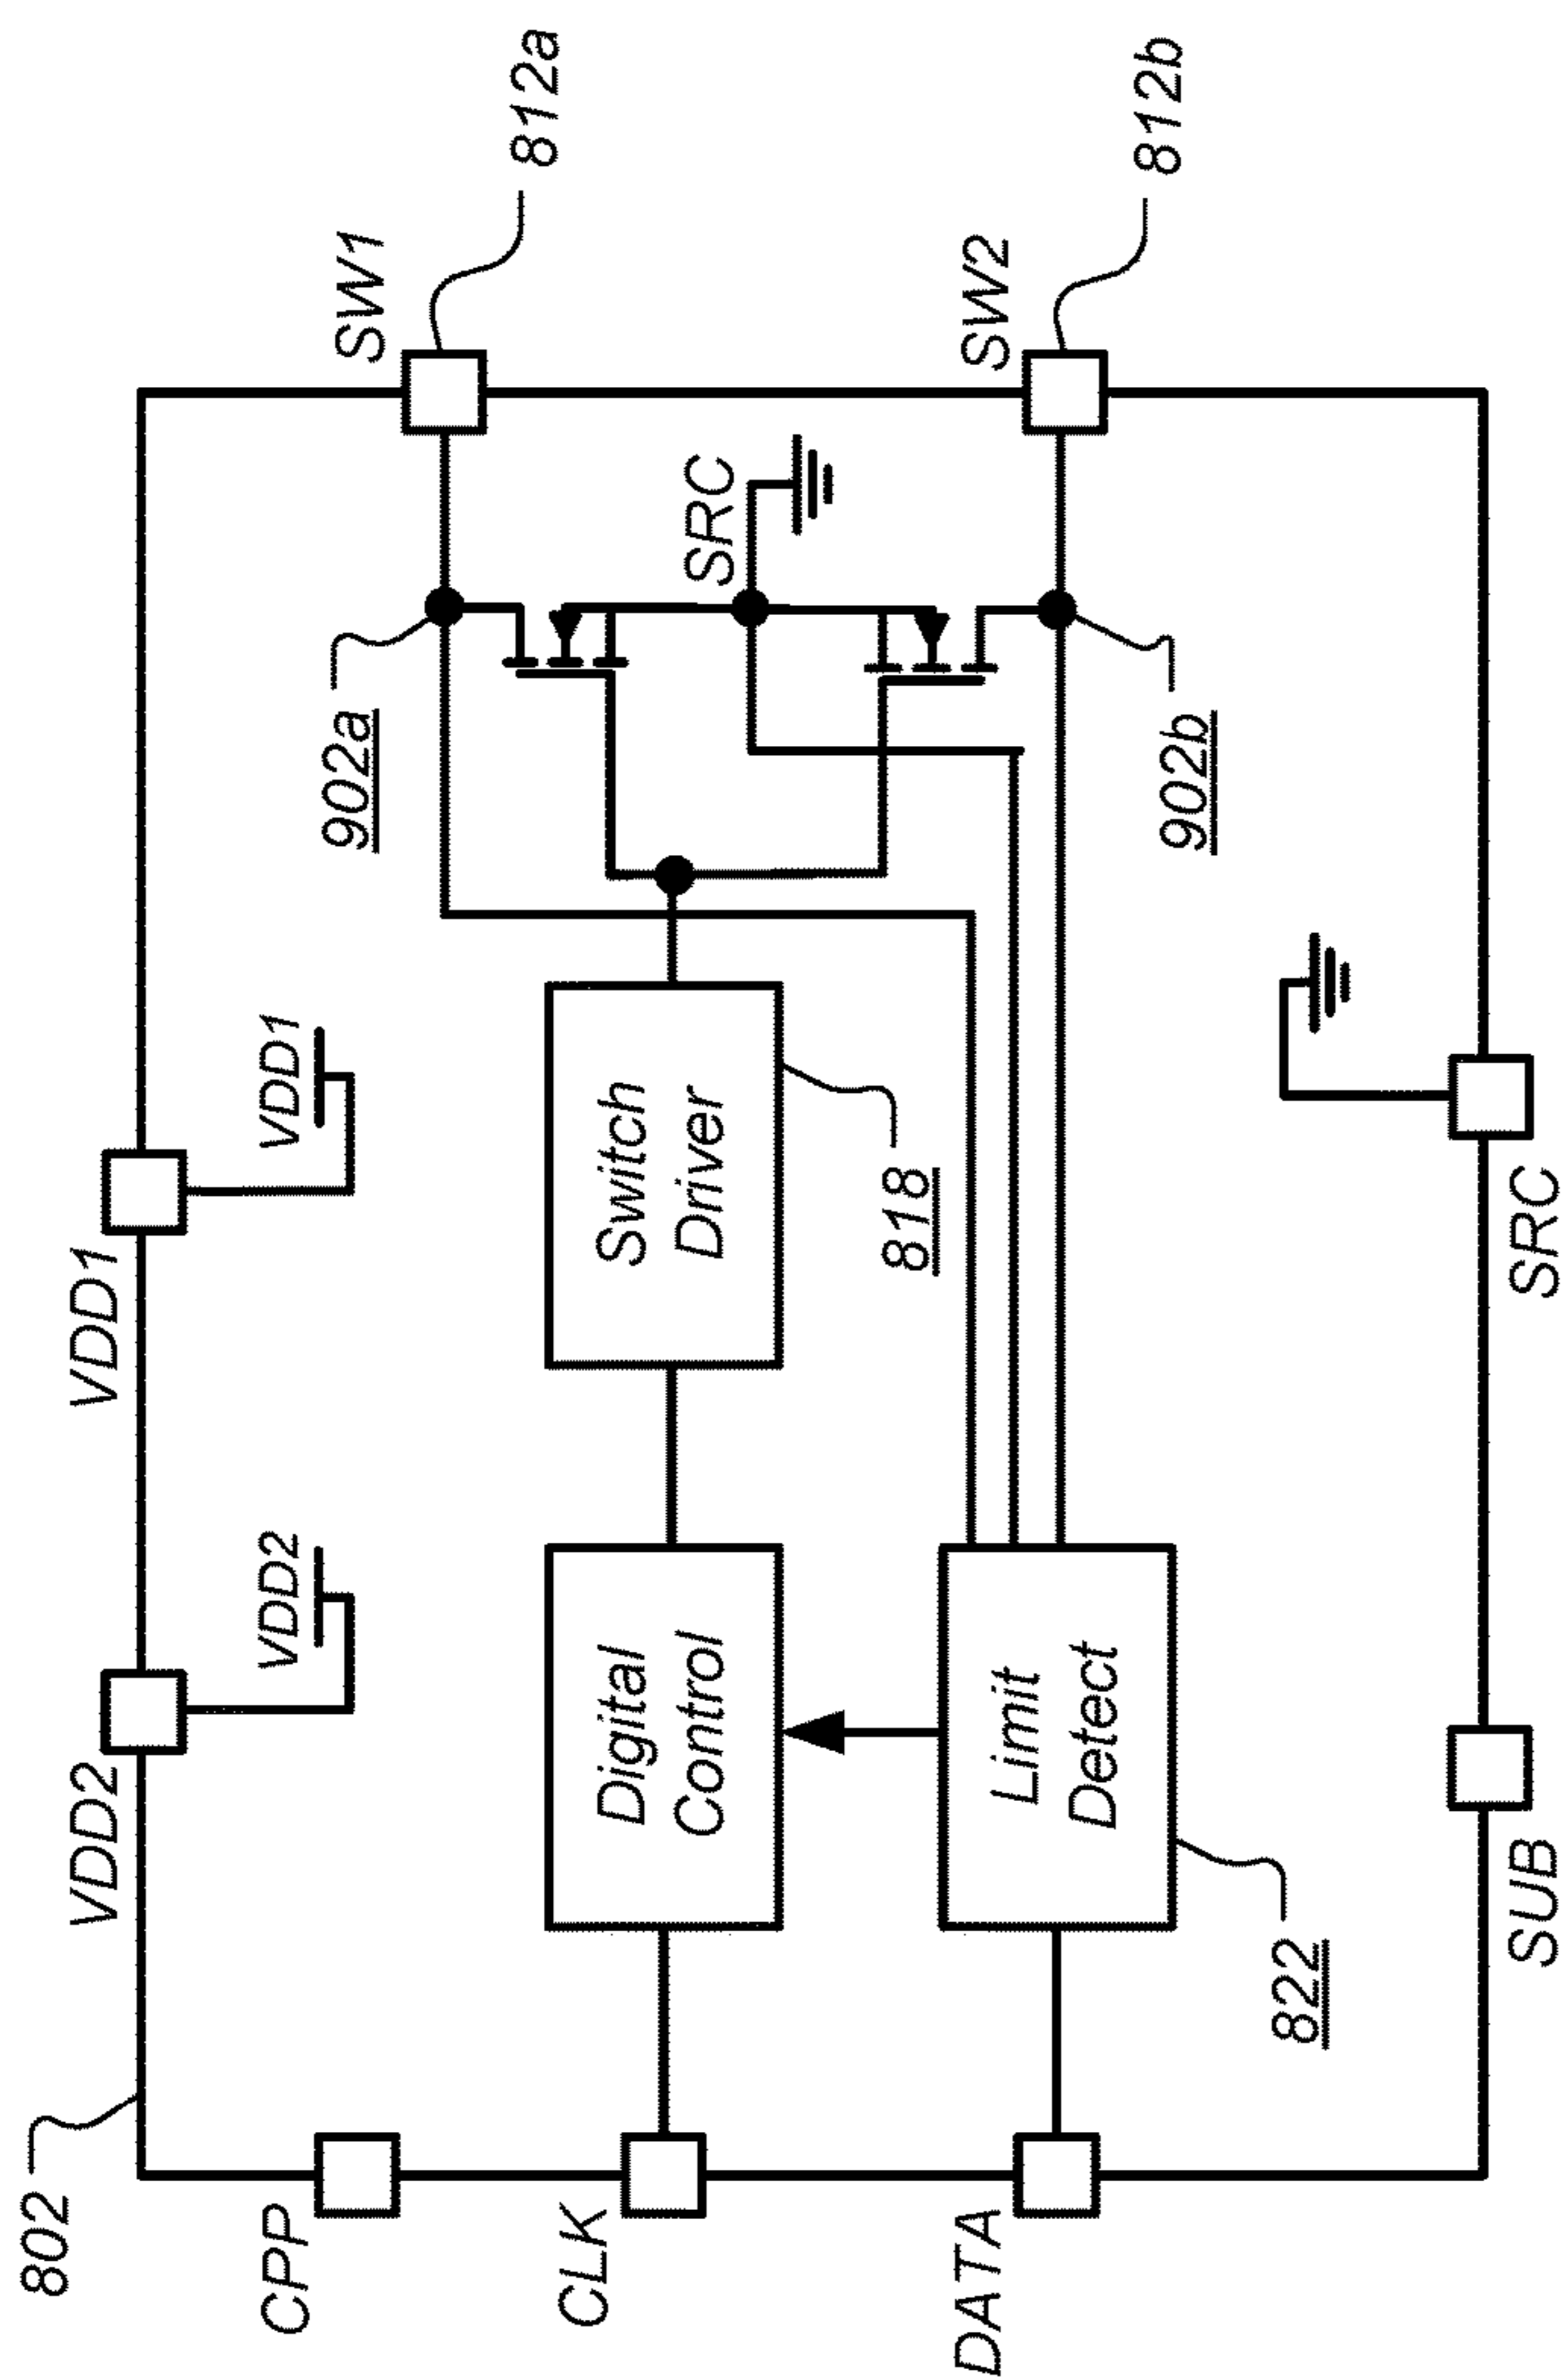 802
VDD2
VDD1
VDD2
VDD1
CPP
902a
SW1
812a
CLK
Digital
Control
Switch
Driver
SRC
818
DATA
Limit
Detect
SW2
812b
902b
822
SUB
SRC